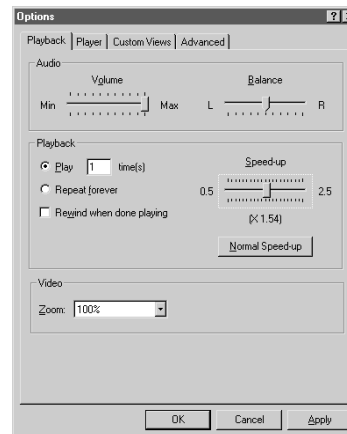 Options
Playback Player Custom Views Advanced
Audio
Volume Balance
Min Max L R
Playback
Play 1 time(s)
Speed-up
Repeat forever
0.5 2.5
Rewind when done playing
(X 1.54)
Normal Speed-up
Video
Zoom: 100%
OK Cancel Apply